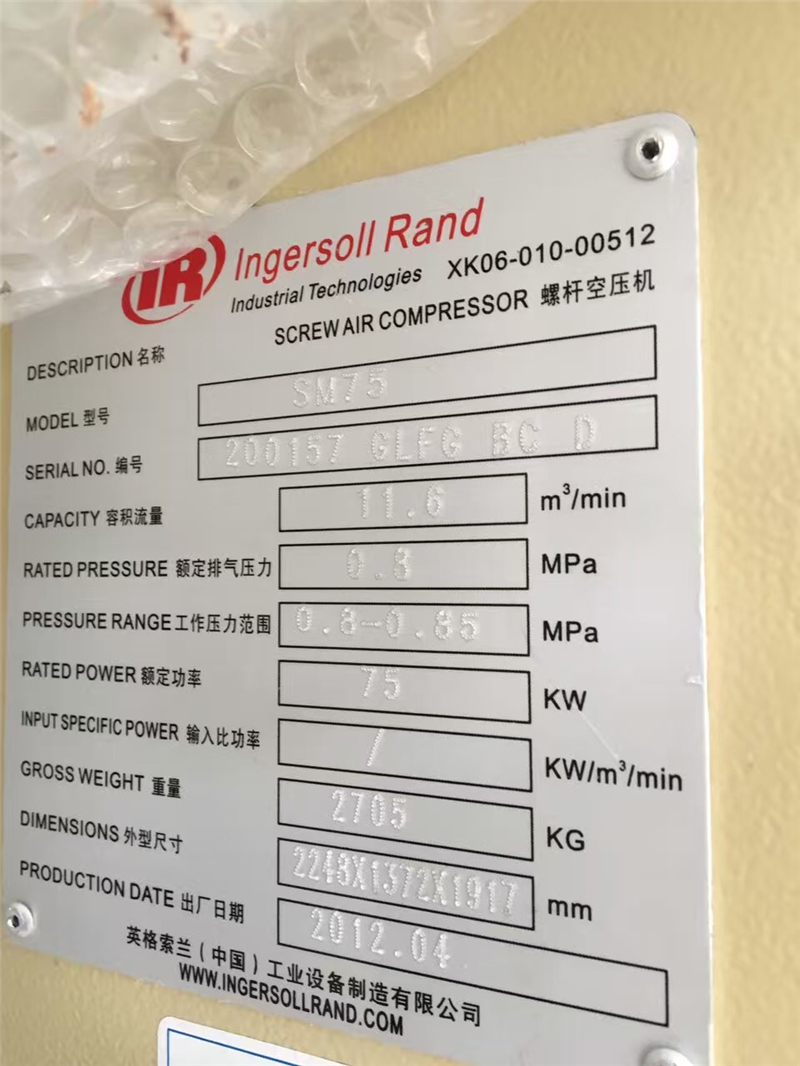 IR Ingersoll Rand
Industrial Technologies XK06-010-00512
DESCRIPTION 名称 SCREW AIR COMPRESSOR 螺杆空压机
MODEL 型号 SM75
SERIAL NO. 编号 200157 GLFG BC D
CAPACITY 容积流量 11.6 m³/min
RATED PRESSURE 额定排气压力 0.8 MPa
PRESSURE RANGE 工作压力范围 0.8-0.85 MPa
RATED POWER 额定功率 75 KW
INPUT SPECIFIC POWER 输入比功率 / KW/m³/min
GROSS WEIGHT 重量 2705 KG
DIMENSIONS 外型尺寸 2248X1372X1917 mm
PRODUCTION DATE 出厂日期 2012.04
英格索兰(中国)工业设备制造有限公司
WWW.INGERSOLLRAND.COM